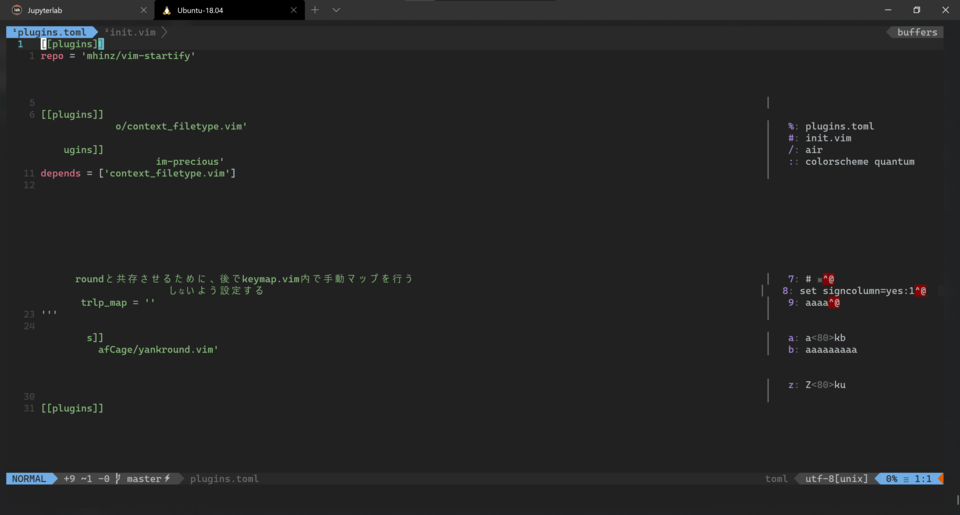 Jupyterlab
Ubuntu-18.04
*plugins.toml
*init.vim
buffers
1 [[plugins]]
1 repo = 'mhinz/vim-startify'
5
6 [[plugins]]
o/context_filetype.vim'
%: plugins.toml
#: init.vim
ugins]]
/: air
im-precious'
:: colorscheme quantum
11 depends = ['context_filetype.vim']
12
roundと共存させるために、後でkeymap.vim内で手動マップを行う
7: # ^@
しないよう設定する
8: set signcolumn=yes:1^@
trlp_map = ''
9: aaaa^@
23 '''
24
s]]
a: a<80>kb
afCage/yankround.vim'
b: aaaaaaaaa
z: Z<80>ku
30
31 [[plugins]]
NORMAL +9 ~1 -0 master plugins.toml
toml utf-8[unix] 0% 1:1